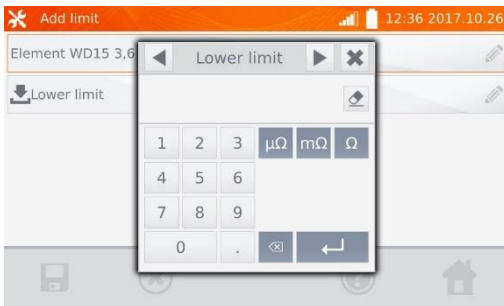 Add limit 12:36 2017.10.26
Element WD15 3,6
Lower limit
Lower limit
1 2 3 µΩ mΩ Ω
4 5 6
7 8 9
0 .